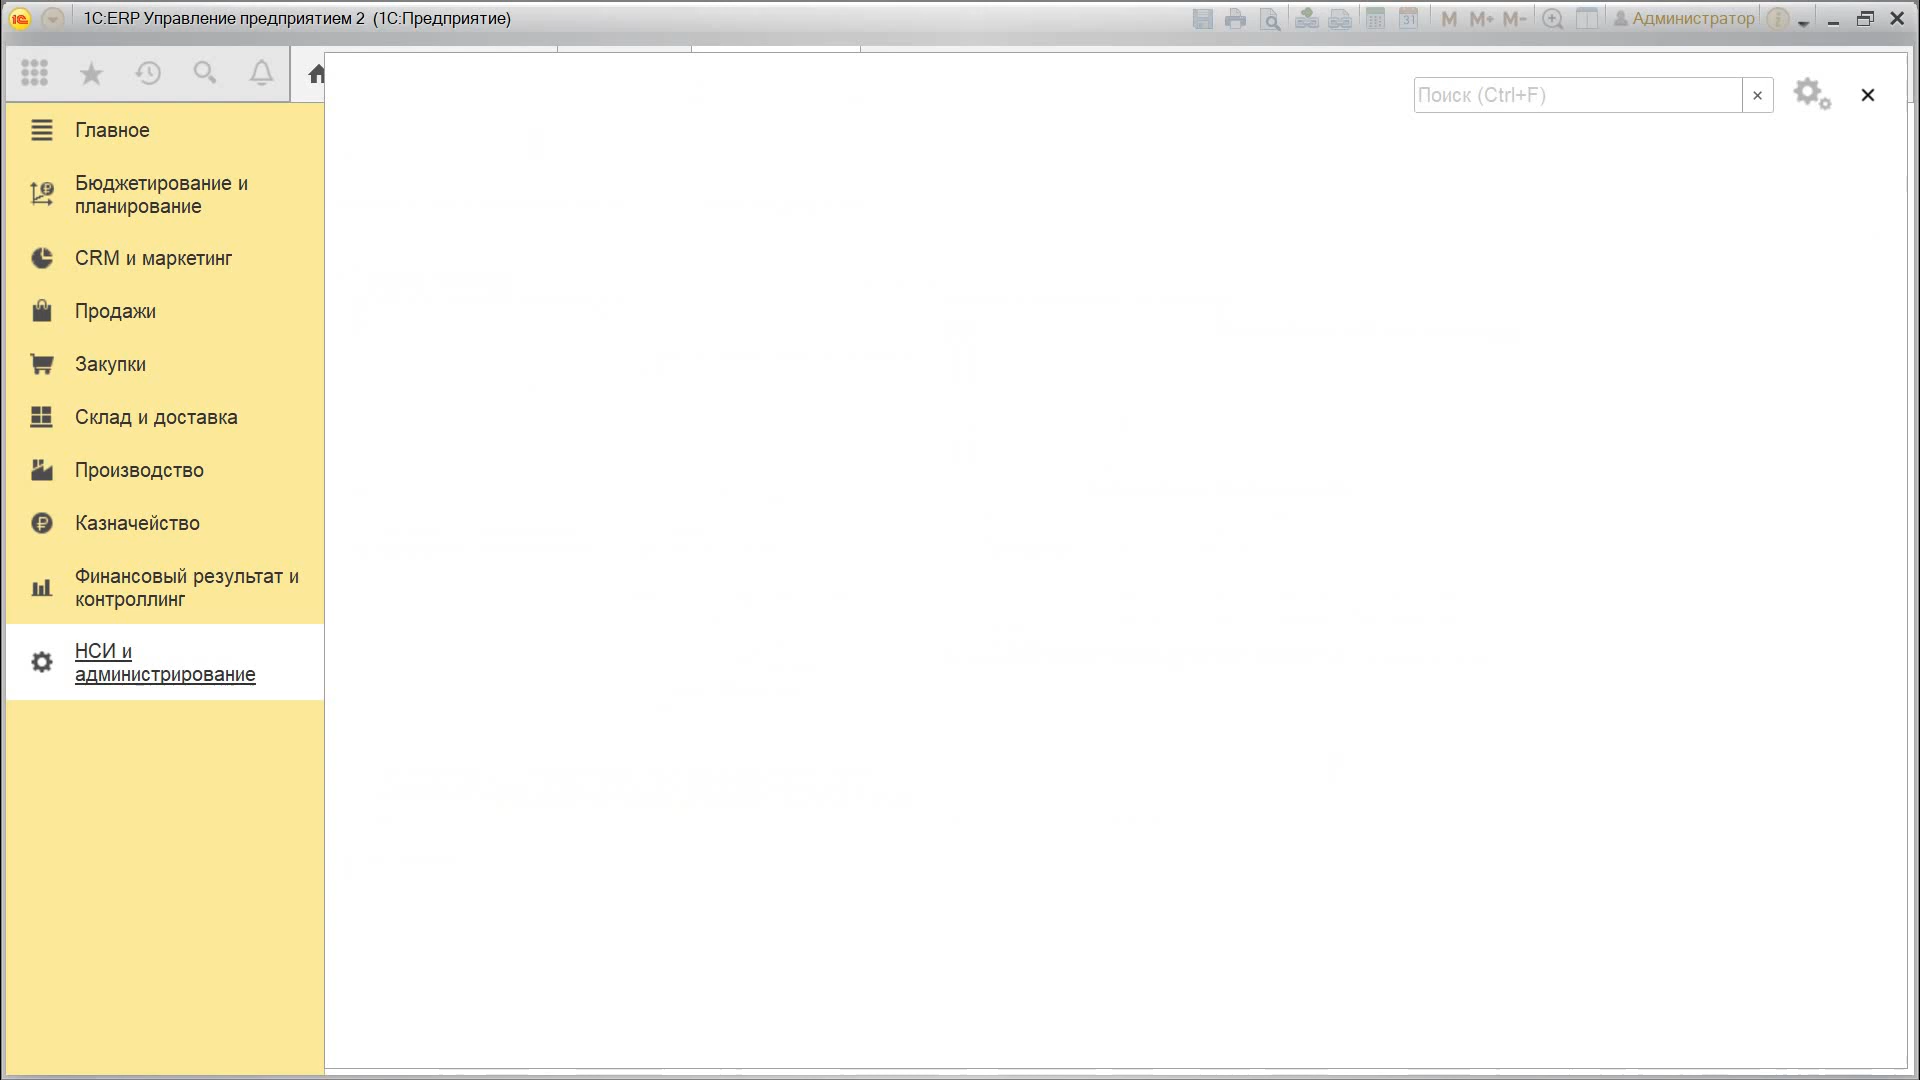 1С:ERP Управление предприятием 2 (1С:Предприятие)
31
M M+ M-
Администратор
Поиск (Ctrl+F)
Главное
Бюджетирование и
планирование
CRM и маркетинг
Продажи
Закупки
Склад и доставка
Производство
Казначейство
Финансовый результат и
контроллинг
НСИ и
администрирование